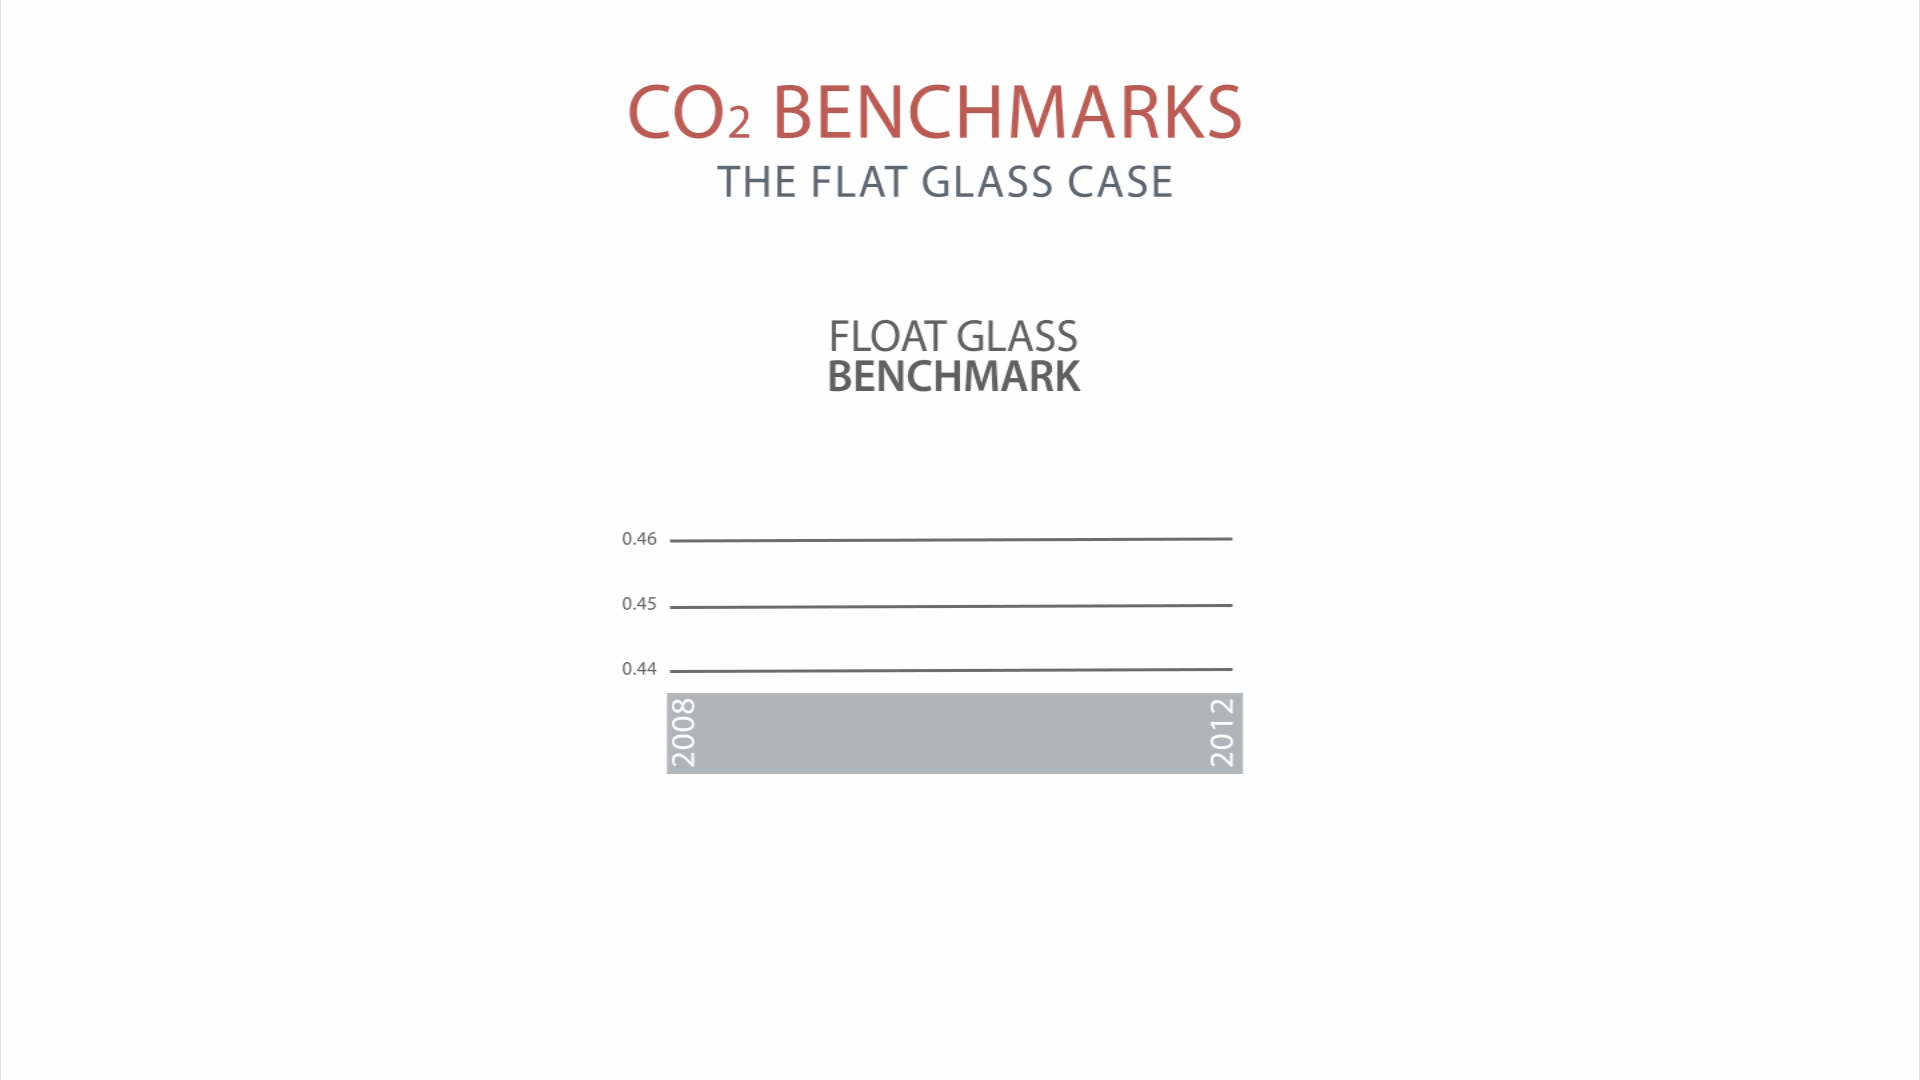 CO2 BENCHMARKS
THE FLAT GLASS CASE
FLOAT GLASS
BENCHMARK
0.46
0.45
0.44
2008
2012